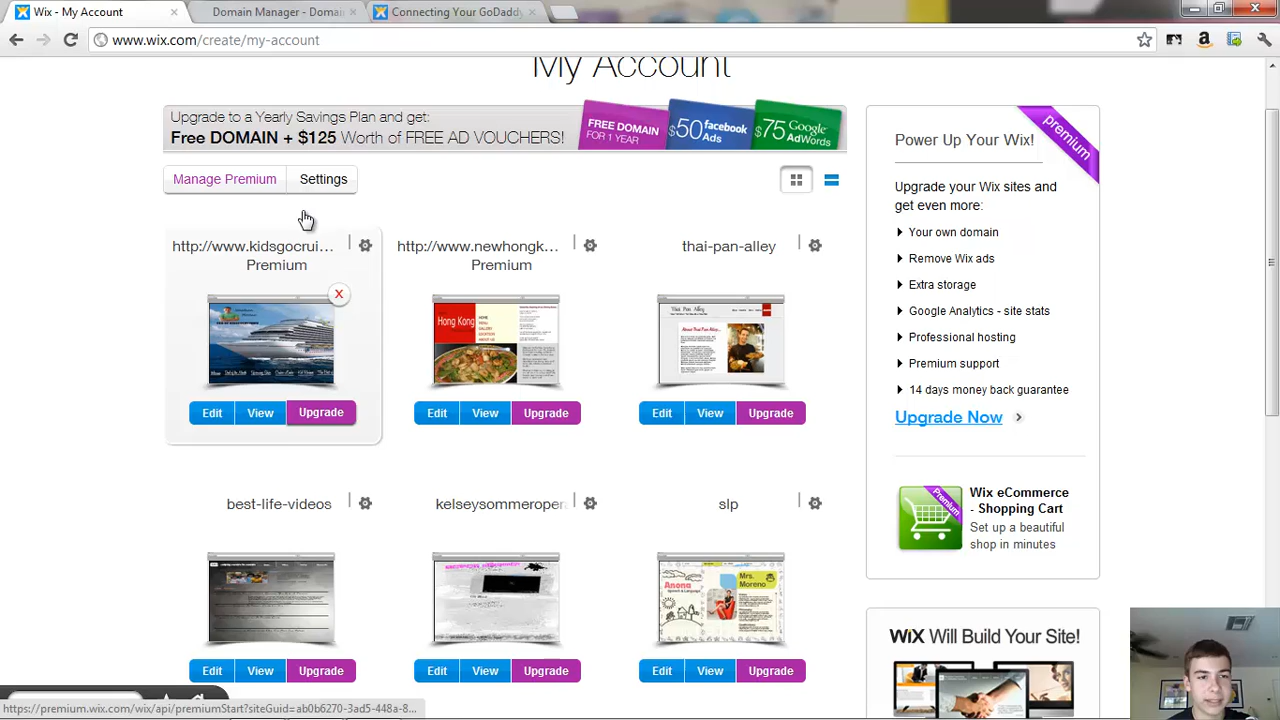 Wix - My Account
Domain Manager - Domai
Connecting Your GoDaddy
www.wix.com/create/my-account
My Account
Upgrade to a Yearly Savings Plan and get:
Free DOMAIN + $125 Worth of FREE AD VOUCHERS!
FREE DOMAIN
FOR 1 YEAR
$50 facebook
Ads
$75 Google
AdWords
Manage Premium
Settings
http://www.kidsgocrui...
Premium
http://www.newhongk...
Premium
thai-pan-alley
X
Hong Kong
Edit View Upgrade
Edit View Upgrade
Edit View Upgrade
best-life-videos
kelseysommeroper
slp
Anona
Mrs.
Moreno
Edit View Upgrade
Edit View Upgrade
Edit View Upgrade
premium
Power Up Your Wix!
Upgrade your Wix sites and
get even more:
Your own domain
Remove Wix ads
Extra storage
Google Analytics - site stats
Professional hosting
Premium support
14 days money back guarantee
Upgrade Now
Premium
Wix eCommerce
- Shopping Cart
Set up a beautiful
shop in minutes
WiX Will Build Your Site!
https://premium.wix.com/wix/api/premiumStart?siteGuid=ab0b6270-3ad5-448a-8...